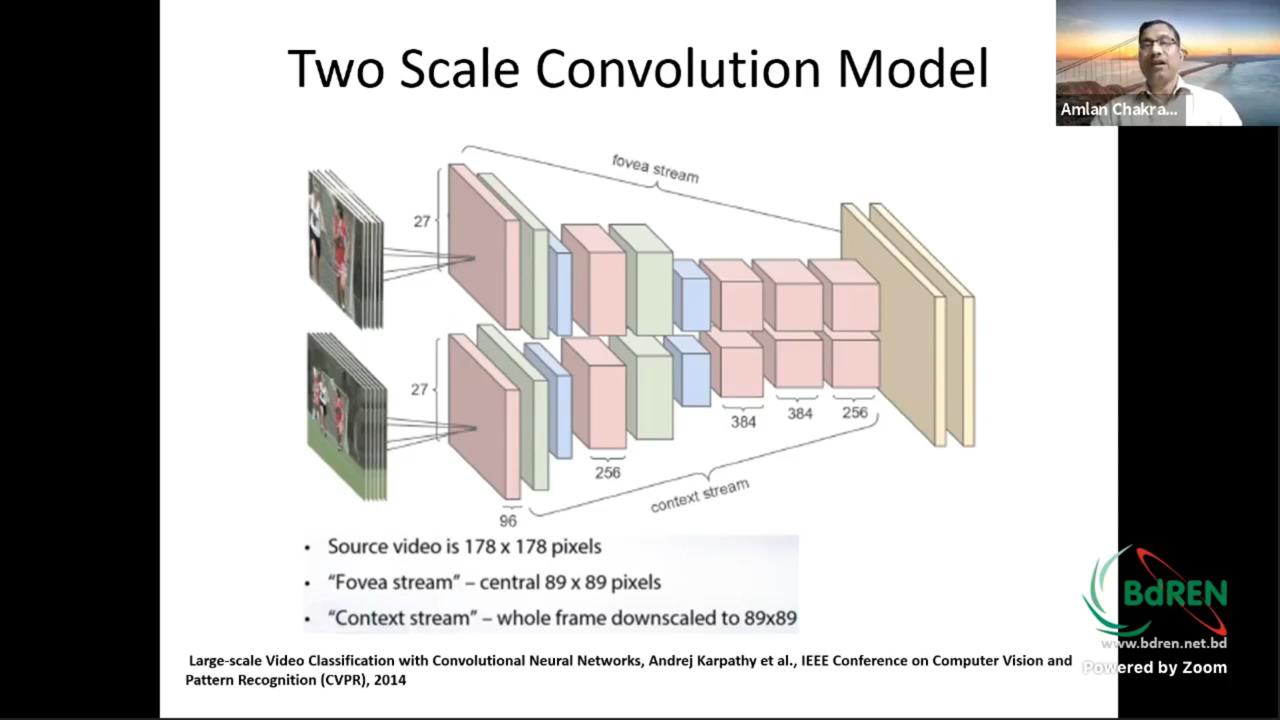 Two Scale Convolution Model
Amlan Chakra...
fovea stream
27
27
384
384
256
256
context stream
96
• Source video is 178 x 178 pixels
• “Fovea stream” – central 89 x 89 pixels
• “Context stream” – whole frame downscaled to 89x89
BdREN
www.bdren.net.bd
Powered by Zoom
Large-scale Video Classification with Convolutional Neural Networks, Andrej Karpathy et al., IEEE Conference on Computer Vision and
Pattern Recognition (CVPR), 2014